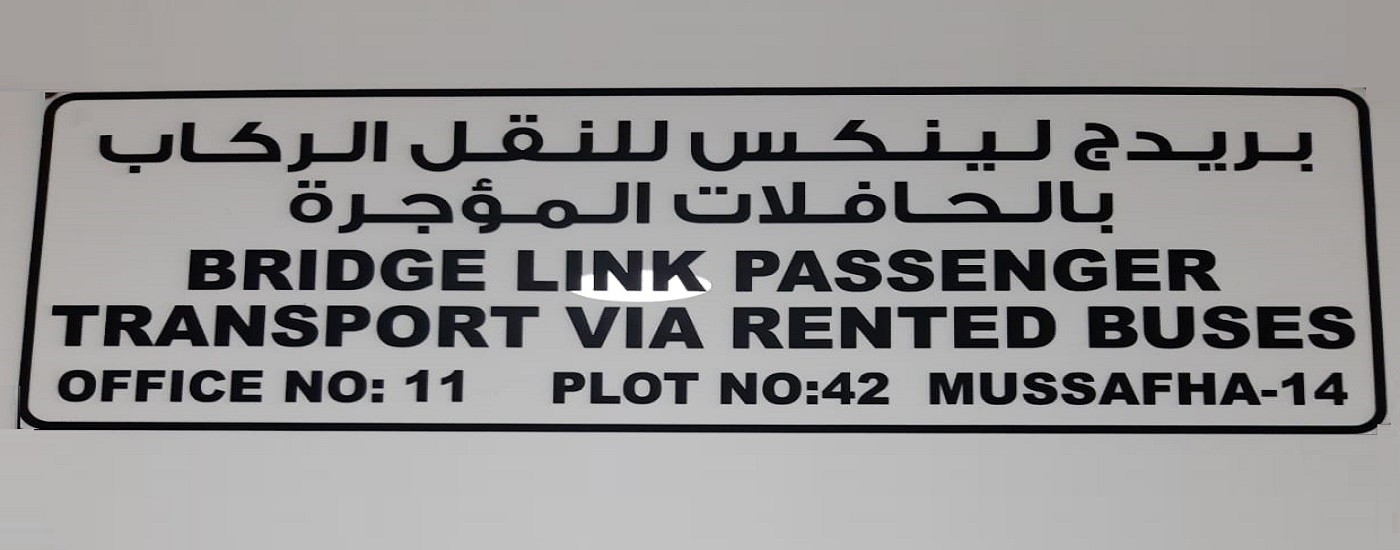 بريدج لينكس للنقل الركاب
بالحافلات المؤجرة
BRIDGE LINK PASSENGER
TRANSPORT VIA RENTED BUSES
OFFICE NO: 11 PLOT NO:42 MUSSAFHA-14